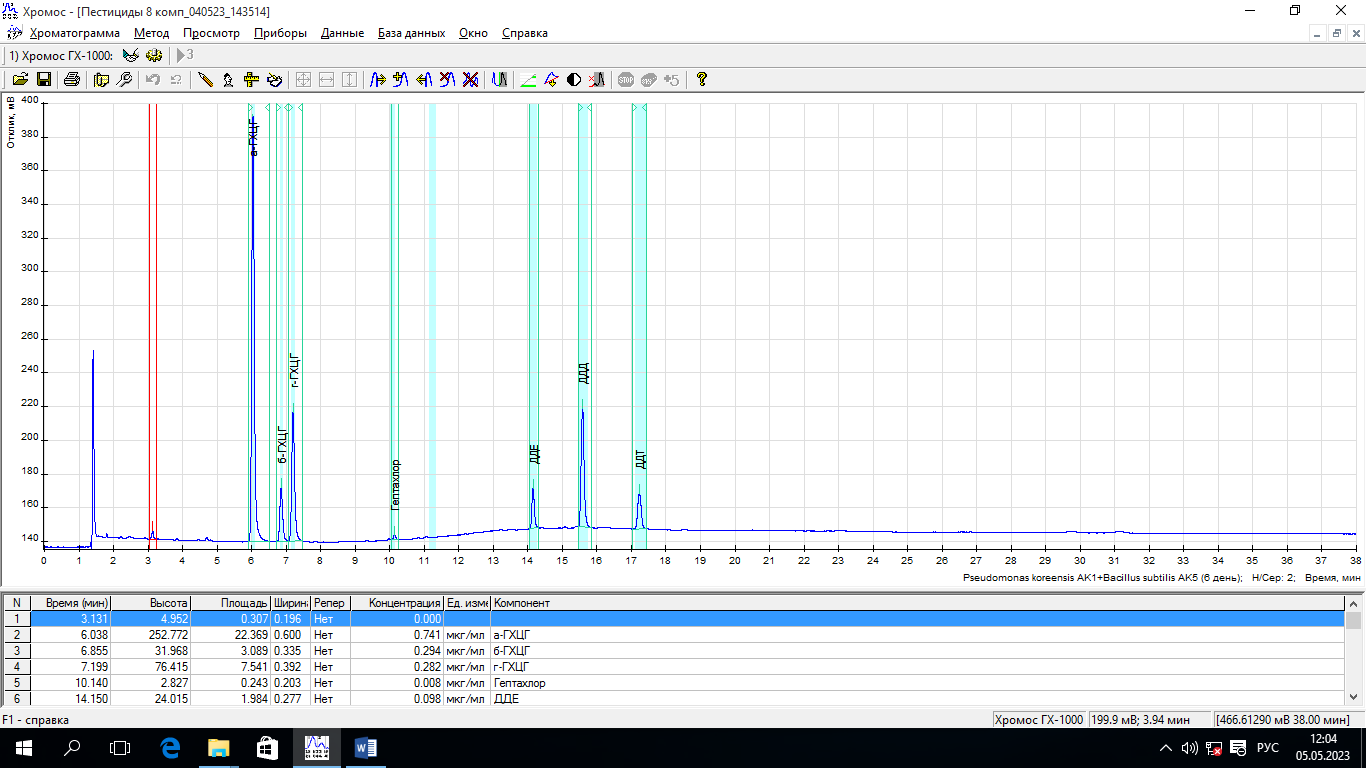 Хромос - [Пестициды 8 комп_040523_143514]
Хроматограмма Метод Просмотр Приборы Данные База данных Окно Справка
1) Хромос ГХ-1000: 3
STOP +5 ?
Отклик, мВ
400
380
360
340
320
300
280
260
240
220
200
180
160
140
а-ГХЦГ
б-ГХЦГ
г-ГХЦГ
Гептахлор
ДДЕ
ДДД
ДДТ
0 1 2 3 4 5 6 7 8 9 10 11 12 13 14 15 16 17 18 19 20 21 22 23 24 25 26 27 28 29 30 31 32 33 34 35 36 37 38
Pseudomonas koreensis AK1+Bacillus subtilis AK5 (6 день); Н/Сер: 2; Время, мин
N Время (мин) Высота Площадь Ширина Репер Концентрация Ед. изме Компонент
1 3.131 4.952 0.307 0.196 Нет 0.000
2 6.038 252.772 22.369 0.600 Нет 0.741 мкг/мл а-ГХЦГ
3 6.855 31.968 3.089 0.335 Нет 0.294 мкг/мл б-ГХЦГ
4 7.199 76.415 7.541 0.392 Нет 0.282 мкг/мл г-ГХЦГ
5 10.140 2.827 0.243 0.203 Нет 0.008 мкг/мл Гептахлор
6 14.150 24.015 1.984 0.277 Нет 0.098 мкг/мл ДДЕ
F1 - справка Хромос ГХ-1000 199.9 мВ; 3.94 мин [466.61290 мВ 38.00 мин]
РУС 12:04
05.05.2023